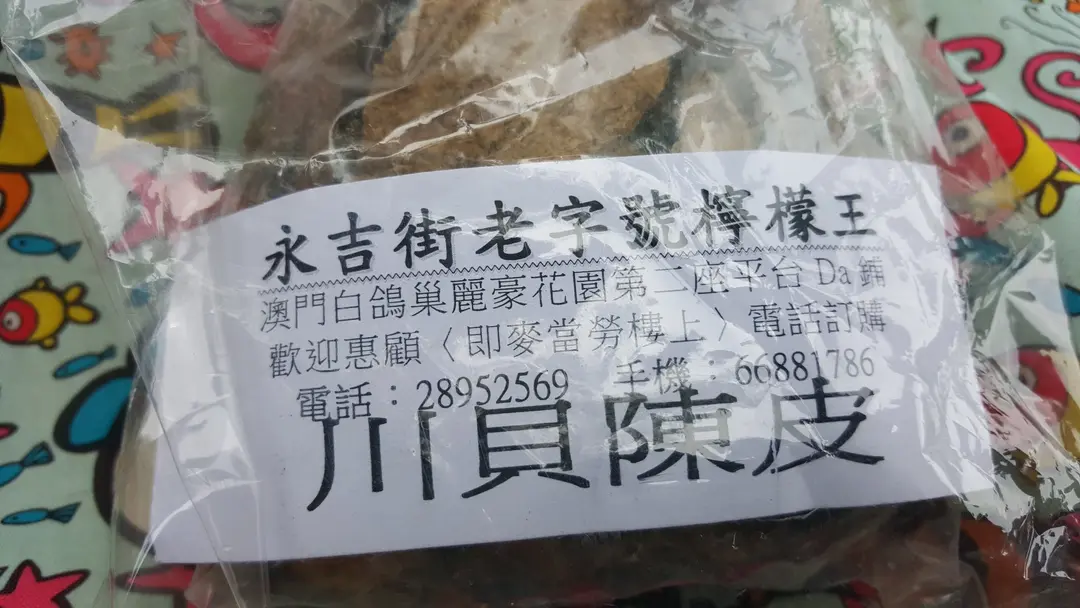 永吉街老字號檸檬王
澳門白鴿巢麗豪花園第二座平台 Da 鋪
歡迎惠顧〈即麥當勞樓上〉電話訂購
電話：28952569 手機：66881786
川貝陳皮